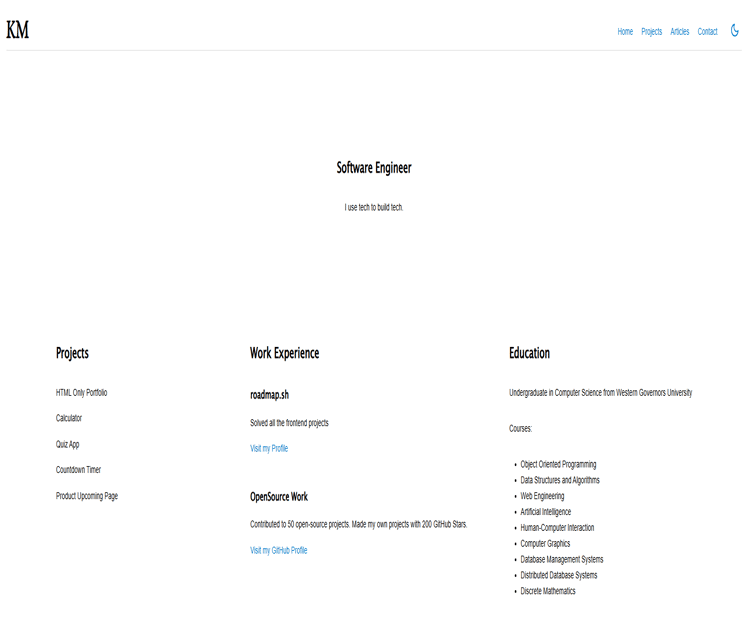 KM
Home Projects Articles Contact
Software Engineer
I use tech to build tech.
Projects
HTML Only Portfolio
Calculator
Quiz App
Countdown Timer
Product Upcoming Page
Work Experience
roadmap.sh
Solved all the frontend projects
Visit my Profile
OpenSource Work
Contributed to 50 open-source projects. Made my own projects with 200 GitHub Stars.
Visit my GitHub Profile
Education
Undergraduate in Computer Science from Western Governors University
Courses:
• Object Oriented Programming
• Data Structures and Algorithms
• Web Engineering
• Artificial Intelligence
• Human-Computer Interaction
• Computer Graphics
• Database Management Systems
• Distributed Database Systems
• Discrete Mathematics